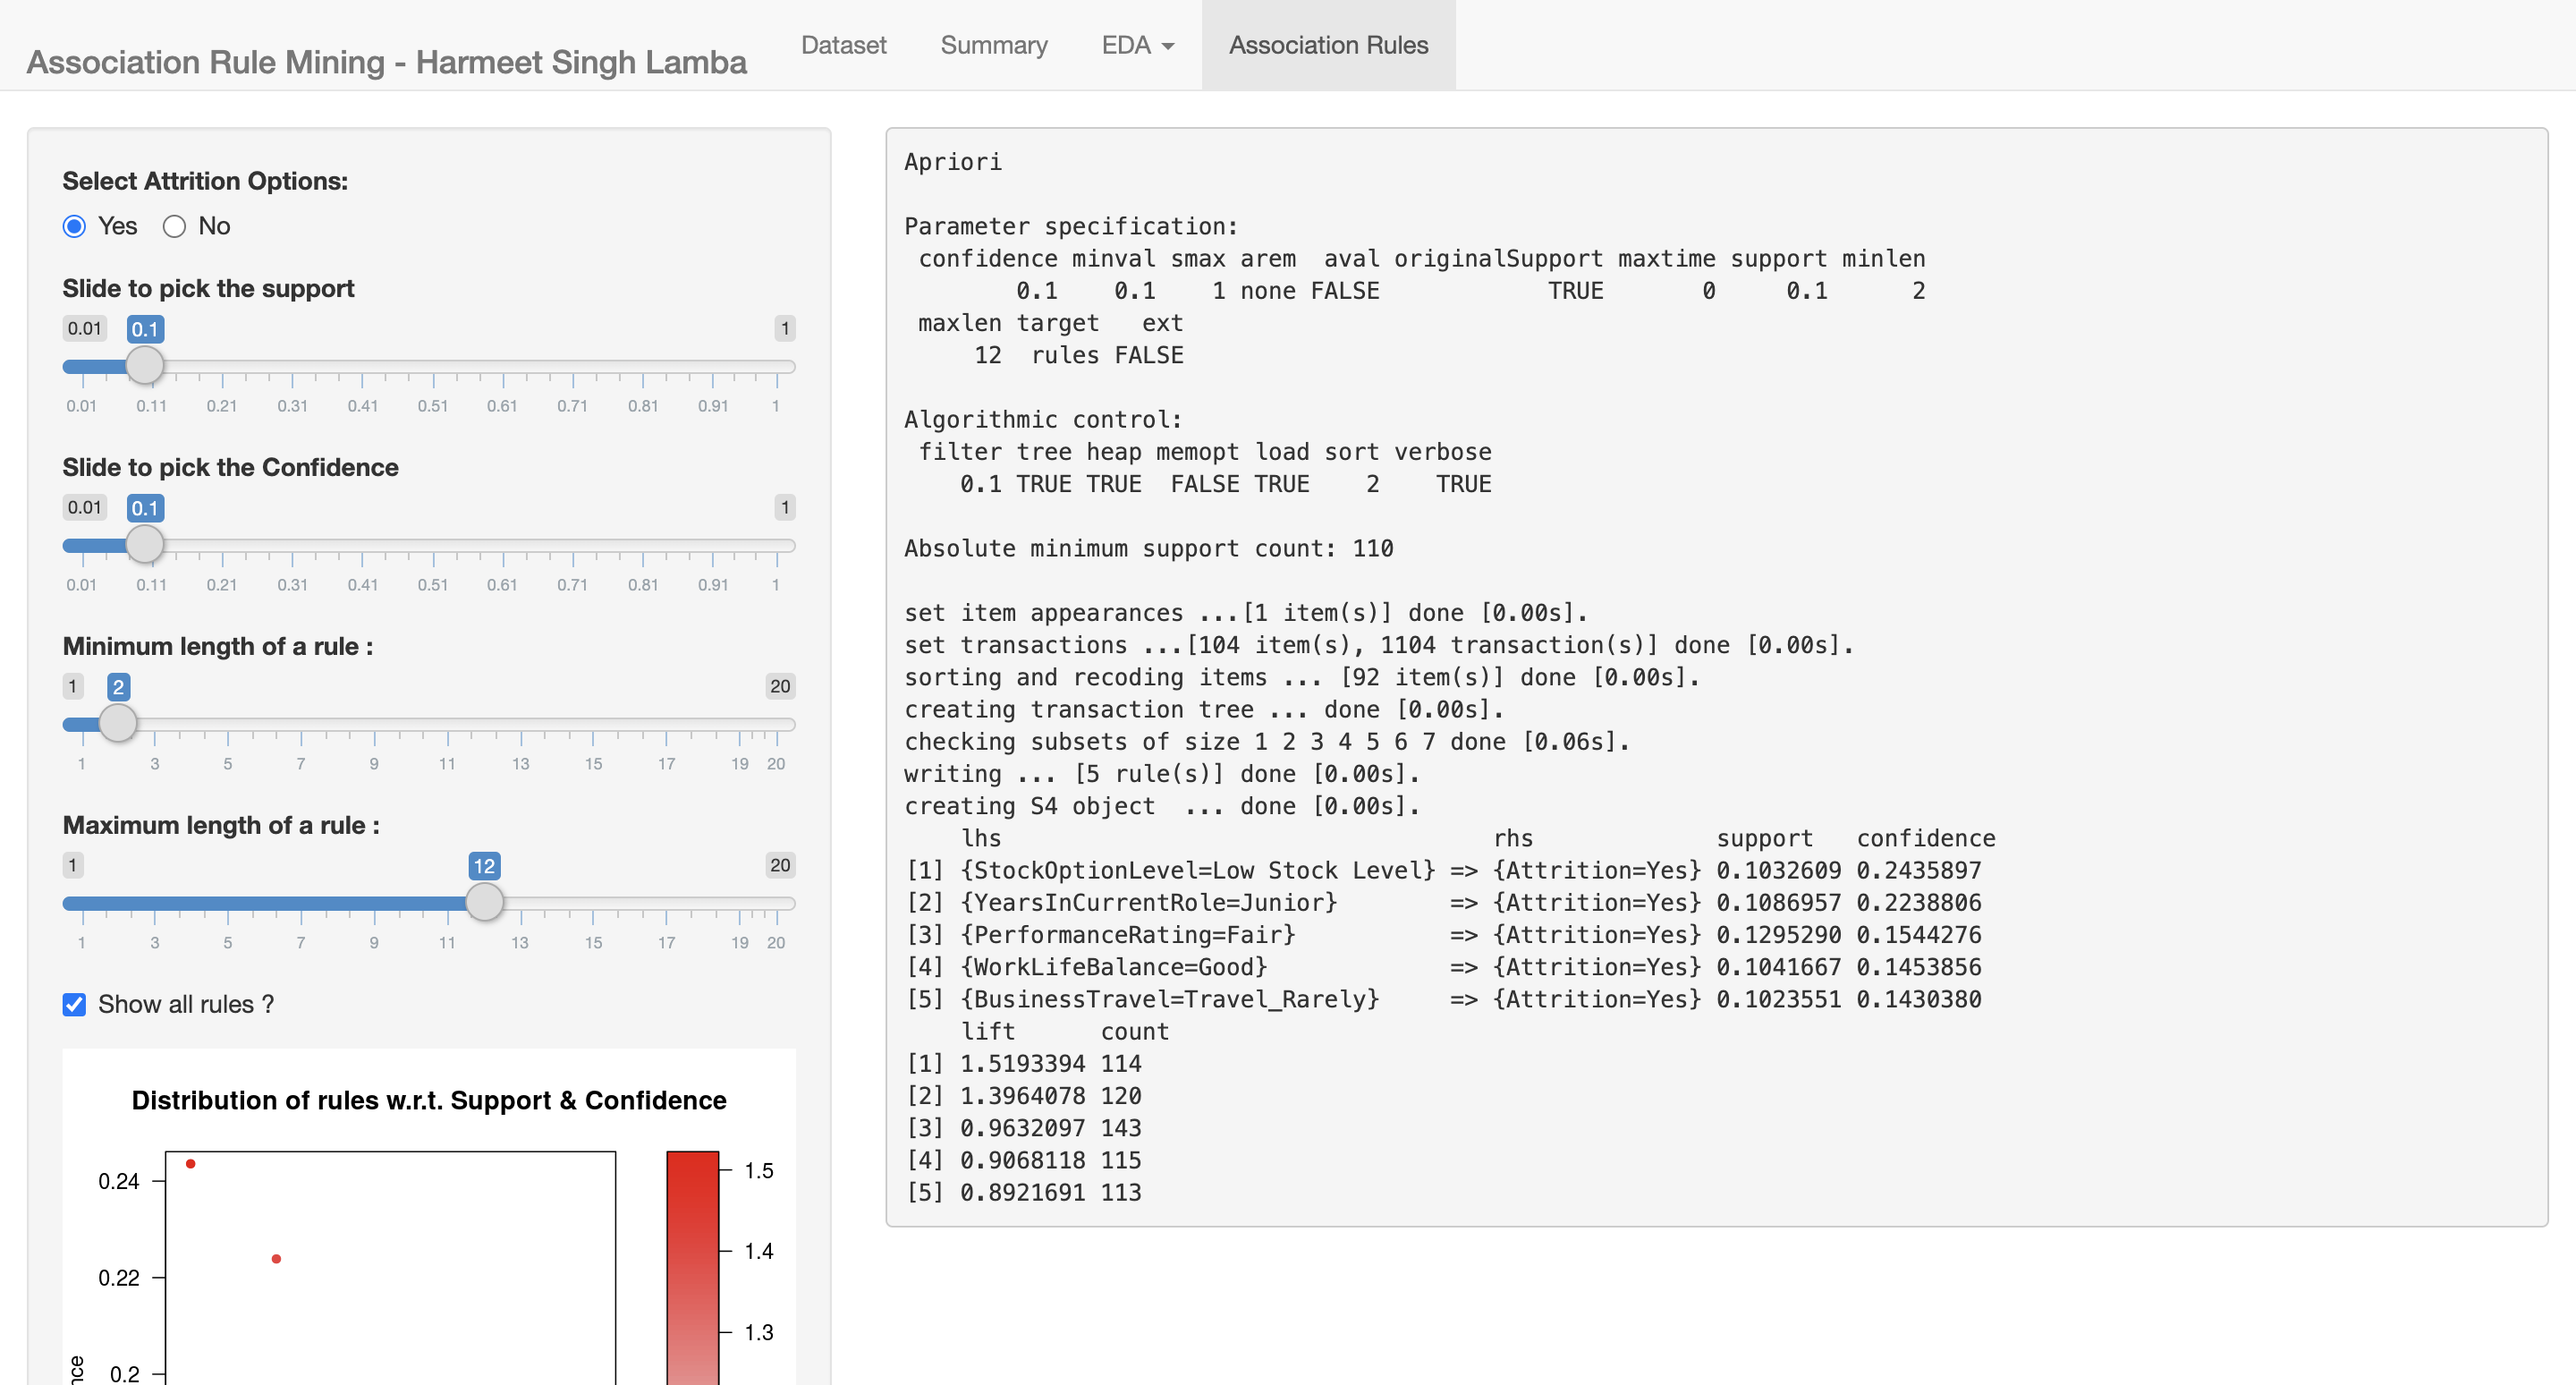 Association Rule Mining - Harmeet Singh Lamba
Dataset
Summary
EDA
Association Rules
Select Attrition Options:
Yes No
Slide to pick the support
0.01 0.1 1
0.01 0.11 0.21 0.31 0.41 0.51 0.61 0.71 0.81 0.91 1
Slide to pick the Confidence
0.01 0.1 1
0.01 0.11 0.21 0.31 0.41 0.51 0.61 0.71 0.81 0.91 1
Minimum length of a rule :
1 2 20
1 3 5 7 9 11 13 15 17 19 20
Maximum length of a rule :
1 12 20
1 3 5 7 9 11 13 15 17 19 20
Show all rules ?
Distribution of rules w.r.t. Support & Confidence
0.24
0.22
0.2
1.5
1.4
1.3
Apriori
Parameter specification:
confidence minval smax arem aval originalSupport maxtime support minlen
0.1 0.1 1 none FALSE TRUE 0 0.1 2
maxlen target ext
12 rules FALSE
Algorithmic control:
filter tree heap memopt load sort verbose
0.1 TRUE TRUE FALSE TRUE 2 TRUE
Absolute minimum support count: 110
set item appearances ...[1 item(s)] done [0.00s].
set transactions ...[104 item(s), 1104 transaction(s)] done [0.00s].
sorting and recoding items ... [92 item(s)] done [0.00s].
creating transaction tree ... done [0.00s].
checking subsets of size 1 2 3 4 5 6 7 done [0.06s].
writing ... [5 rule(s)] done [0.00s].
creating S4 object ... done [0.00s].
lhs rhs support confidence
[1] {StockOptionLevel=Low Stock Level} => {Attrition=Yes} 0.1032609 0.2435897
[2] {YearsInCurrentRole=Junior} => {Attrition=Yes} 0.1086957 0.2238806
[3] {PerformanceRating=Fair} => {Attrition=Yes} 0.1295290 0.1544276
[4] {WorkLifeBalance=Good} => {Attrition=Yes} 0.1041667 0.1453856
[5] {BusinessTravel=Travel_Rarely} => {Attrition=Yes} 0.1023551 0.1430380
lift count
[1] 1.5193394 114
[2] 1.3964078 120
[3] 0.9632097 143
[4] 0.9068118 115
[5] 0.8921691 113